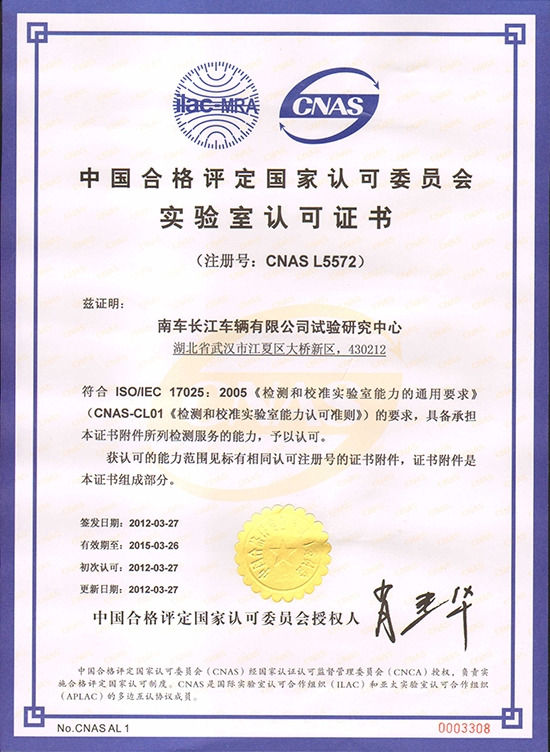 ilac-MRA
CNAS
中国合格评定国家认可委员会
实验室认可证书
（注册号：CNAS L5572）
兹证明：
南车长江车辆有限公司试验研究中心
湖北省武汉市江夏区大桥新区，430212
符合 ISO/IEC 17025：2005《检测和校准实验室能力的通用要求》
（CNAS-CL01《检测和校准实验室能力认可准则》）的要求，具备承担
本证书附件所列检测服务的能力，予以认可。
获认可的能力范围见标有相同认可注册号的证书附件，证书附件是
本证书组成部分。
签发日期：2012-03-27
有效期至：2015-03-26
初次认可：2012-03-27
更新日期：2012-03-27
中国合格评定国家认可委员会授权人
中国合格评定国家认可委员会（CNAS）经国家认证认可监督管理委员会（CNCA）授权，负责实
施合格评定国家认可制度。CNAS是国际实验室认可合作组织（ILAC）和亚太实验室认可合作组织
（APLAC）的多边互认协议成员。
No.CNAS AL 1
0003308